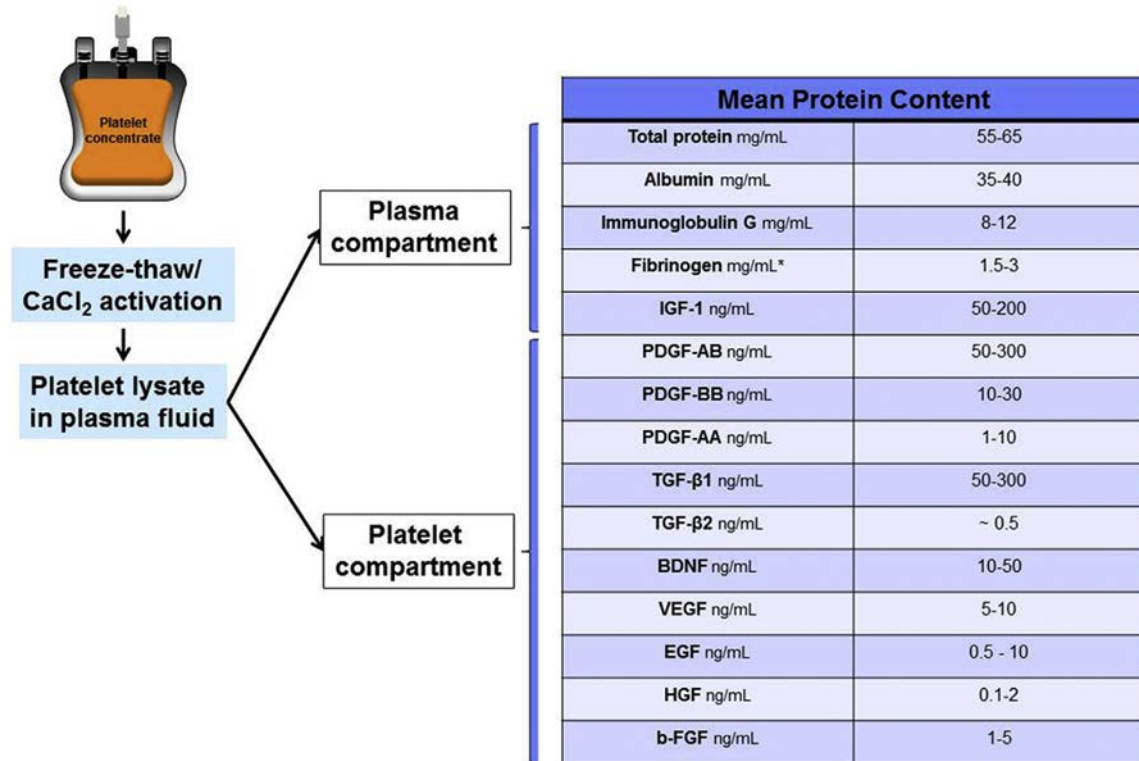 Platelet
concentrate
Freeze-thaw/
CaCl₂ activation
Platelet lysate
in plasma fluid
Plasma
compartment
Platelet
compartment
Mean Protein Content
Total protein mg/mL 55-65
Albumin mg/mL 35-40
Immunoglobulin G mg/mL 8-12
Fibrinogen mg/mL* 1.5-3
IGF-1 ng/mL 50-200
PDGF-AB ng/mL 50-300
PDGF-BB ng/mL 10-30
PDGF-AA ng/mL 1-10
TGF-β1 ng/mL 50-300
TGF-β2 ng/mL ~ 0.5
BDNF ng/mL 10-50
VEGF ng/mL 5-10
EGF ng/mL 0.5 - 10
HGF ng/mL 0.1-2
b-FGF ng/mL 1-5